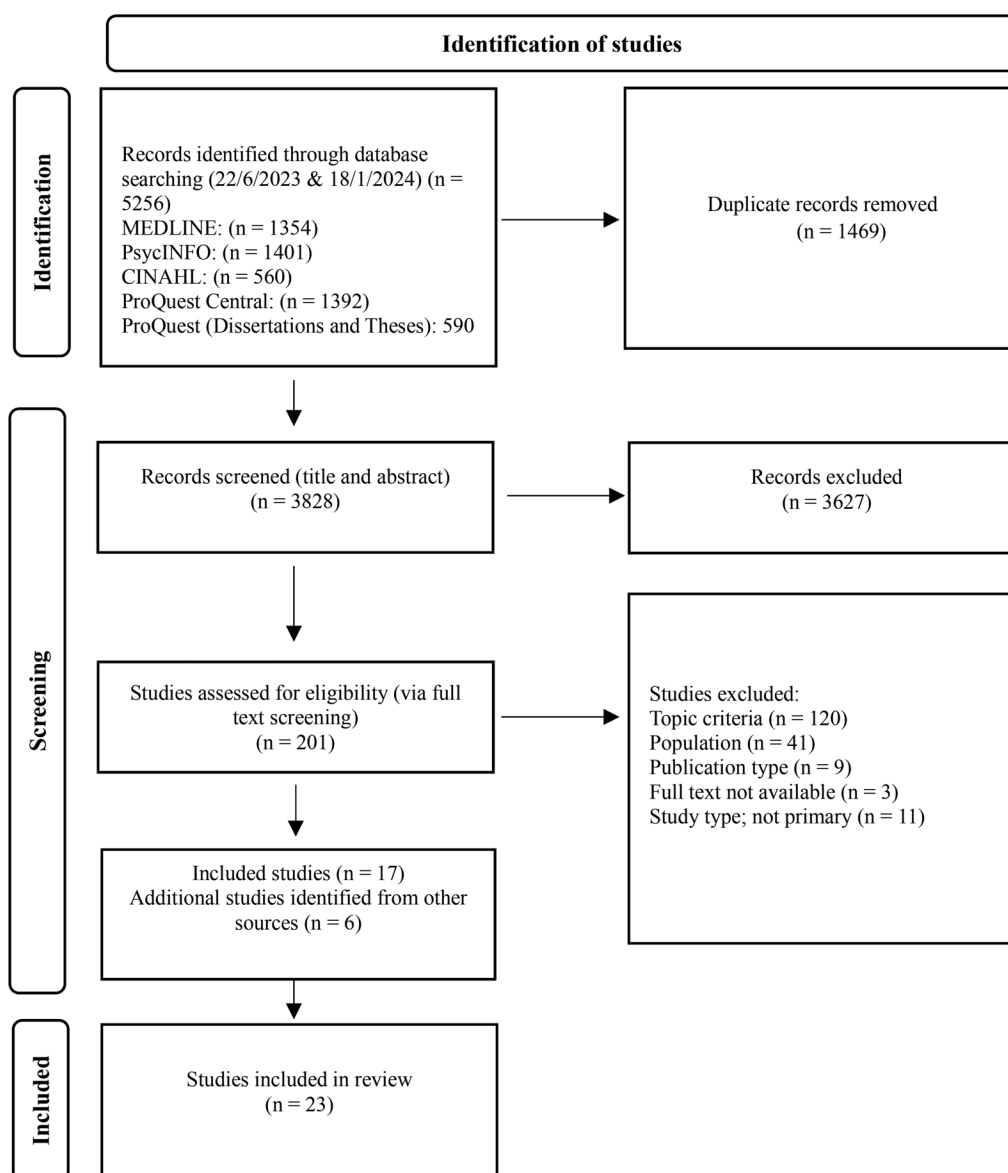 Identification of studies
Identification
Records identified through database
searching (22/6/2023 & 18/1/2024) (n =
5256)
MEDLINE: (n = 1354)
PsycINFO: (n = 1401)
CINAHL: (n = 560)
ProQuest Central: (n = 1392)
ProQuest (Dissertations and Theses): 590
Duplicate records removed
(n = 1469)
Screening
Records screened (title and abstract)
(n = 3828)
Records excluded
(n = 3627)
Studies assessed for eligibility (via full
text screening)
(n = 201)
Studies excluded:
Topic criteria (n = 120)
Population (n = 41)
Publication type (n = 9)
Full text not available (n = 3)
Study type; not primary (n = 11)
Included studies (n = 17)
Additional studies identified from other
sources (n = 6)
Included
Studies included in review
(n = 23)